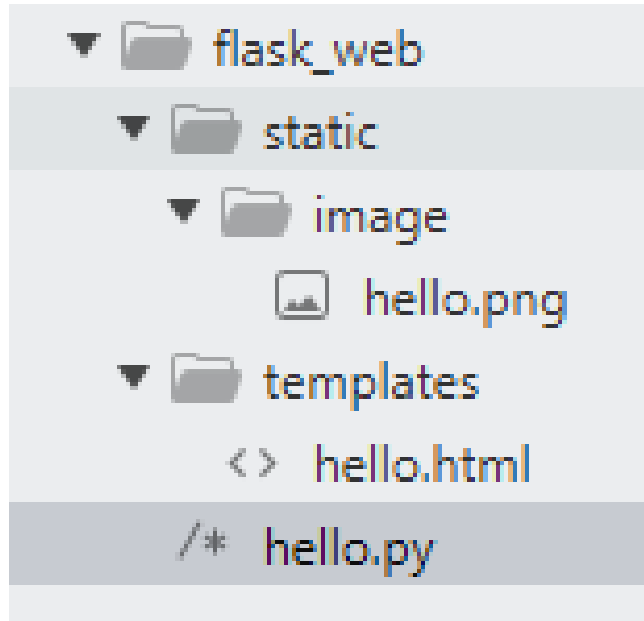 flask_web
static
image
hello.png
templates
hello.html
/* hello.py